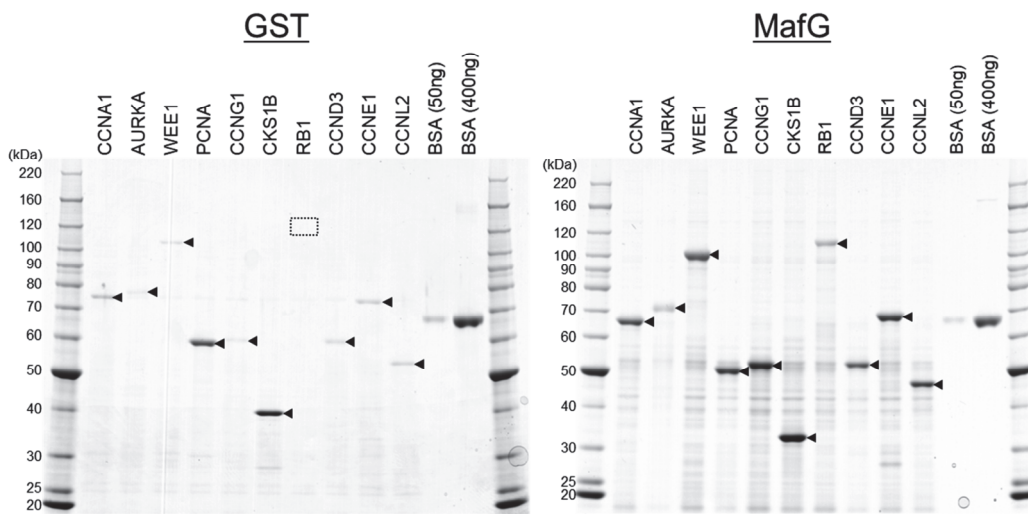 GST
CCNA1
AURKA
WEE1
PCNA
CCNG1
CKS1B
RB1
CCND3
CCNE1
CCNL2
BSA (50ng)
BSA (400ng)
(kDa)
220
160
120
100
90
80
70
60
50
40
30
25
20
MafG
CCNA1
AURKA
WEE1
PCNA
CCNG1
CKS1B
RB1
CCND3
CCNE1
CCNL2
BSA (50ng)
BSA (400ng)
(kDa)
220
160
120
100
90
80
70
60
50
40
30
25
20